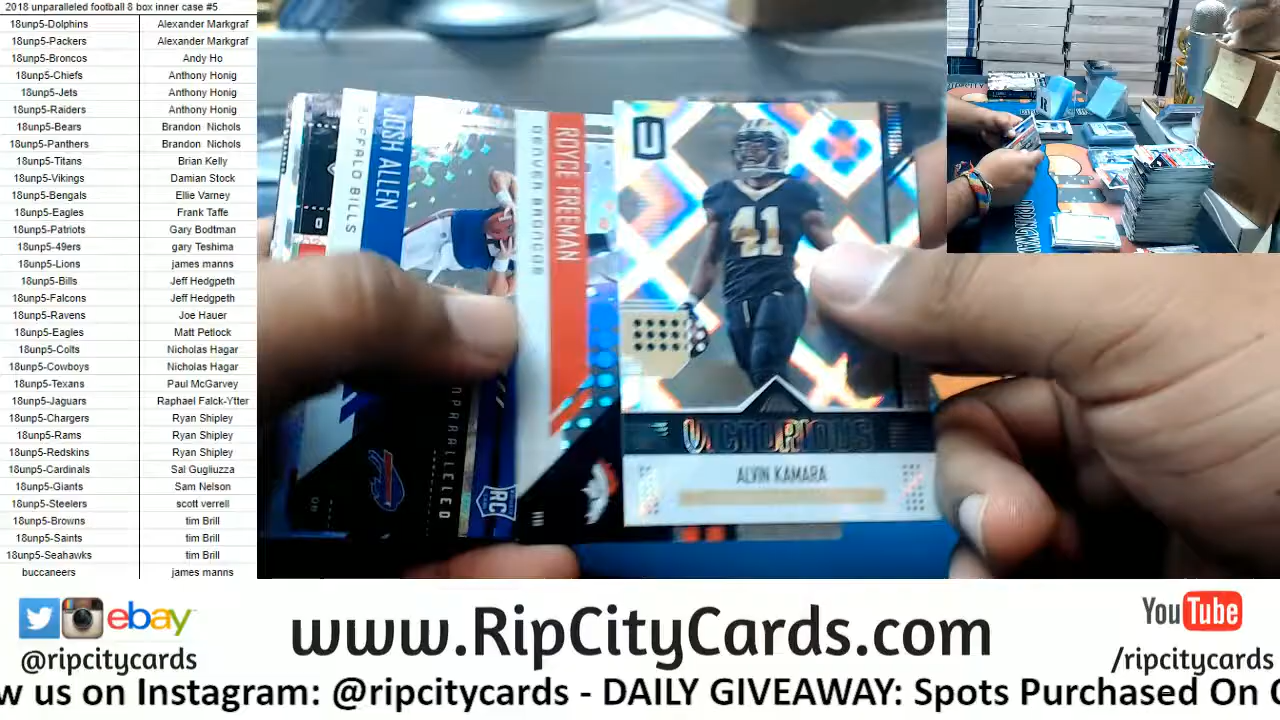 2018 unparalleled football 8 box inner case #5
18unp5-Dolphins Alexander Markgraf
18unp5-Packers Alexander Markgraf
18unp5-Broncos Andy Ho
18unp5-Chiefs Anthony Honig
18unp5-Jets Anthony Honig
18unp5-Raiders Anthony Honig
18unp5-Bears Brandon Nichols
18unp5-Panthers Brandon Nichols
18unp5-Titans Brian Kelly
18unp5-Vikings Damian Stock
18unp5-Bengals Ellie Varney
18unp5-Eagles Frank Taffe
18unp5-Patriots Gary Bodtman
18unp5-49ers gary Teshima
18unp5-Lions james manns
18unp5-Bills Jeff Hedgpeth
18unp5-Falcons Jeff Hedgpeth
18unp5-Ravens Joe Hauer
18unp5-Eagles Matt Petlock
18unp5-Colts Nicholas Hagar
18unp5-Cowboys Nicholas Hagar
18unp5-Texans Paul McGarvey
18unp5-Jaguars Raphael Falck-Ytter
18unp5-Chargers Ryan Shipley
18unp5-Rams Ryan Shipley
18unp5-Redskins Ryan Shipley
18unp5-Cardinals Sal Gugliuzza
18unp5-Giants Sam Nelson
18unp5-Steelers scott verrell
18unp5-Browns tim Brill
18unp5-Saints tim Brill
18unp5-Seahawks tim Brill
buccaneers james manns
JOSH ALLEN
BUFFALO BILLS
ROYCE FREEMAN
DENVER BRONCOS
RC
U
41
VICTORIOUS
ALVIN KAMARA
ebay
@ripcitycards
www.RipCityCards.com
YouTube
/ripcitycards
w us on Instagram: @ripcitycards - DAILY GIVEAWAY: Spots Purchased On